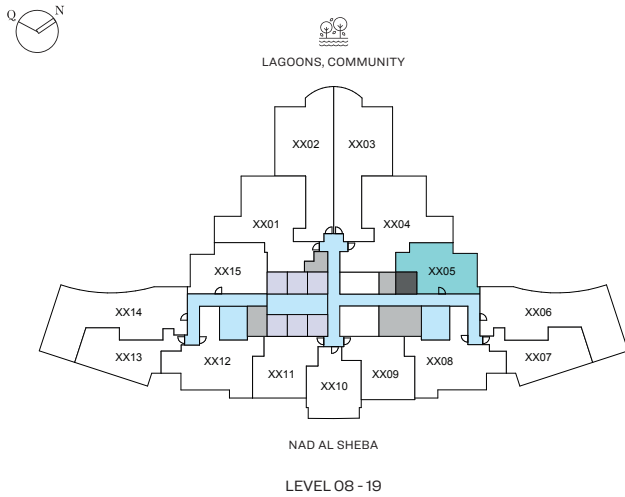 Q N
LAGOONS, COMMUNITY
XX02 XX03
XX01 XX04
XX15 XX05
XX14 XX06
XX13 XX12 XX11 XX10 XX09 XX08 XX07
NAD AL SHEBA
LEVEL 08 - 19